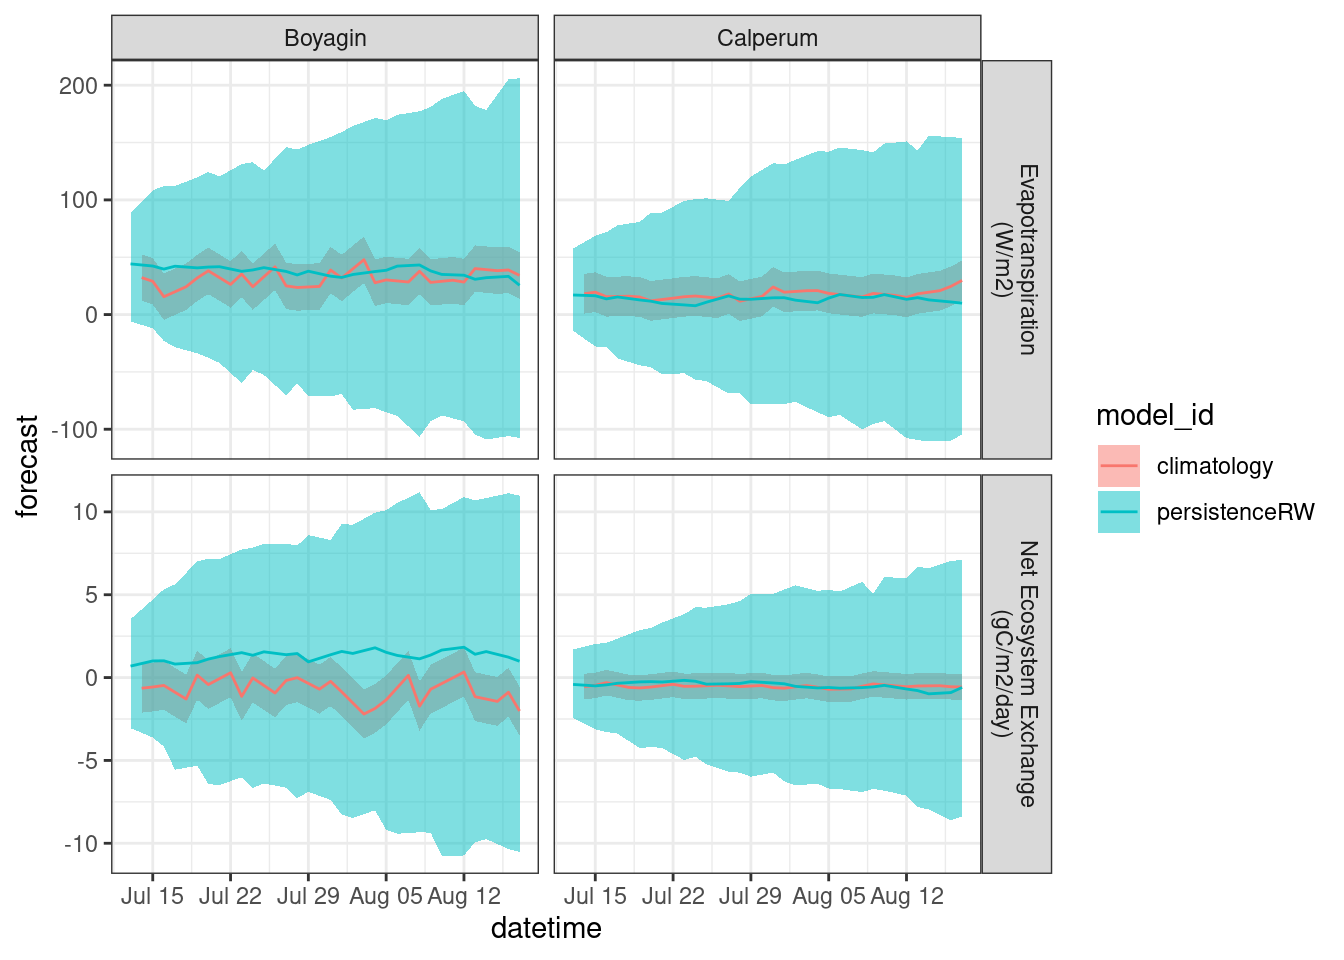 Boyagin
Calperum
200
100
0
-100
Evapotranspiration
(W/m2)
10
5
0
-5
-10
Net Ecosystem Exchange
(gC/m2/day)
forecast
Jul 15
Jul 22
Jul 29
Aug 05
Aug 12
Jul 15
Jul 22
Jul 29
Aug 05
Aug 12
datetime
model_id
climatology
persistenceRW